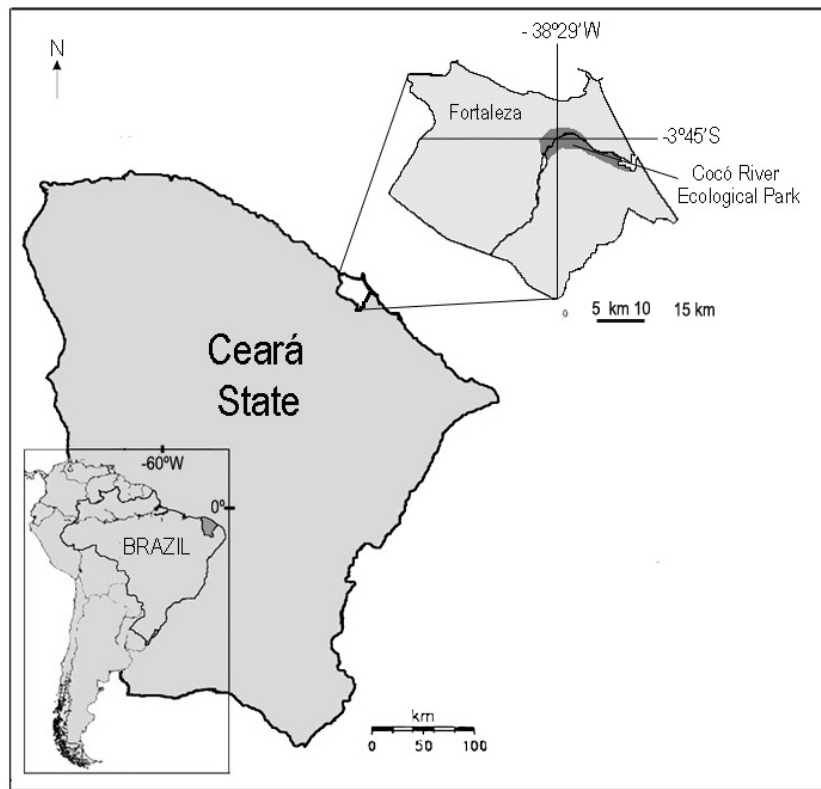 N
- 38º29'W
Fortaleza
-3º45'S
Cocó River
Ecological Park
0 5 km 10 15 km
Ceará
State
-60ºW
0º
BRAZIL
km
0 50 100